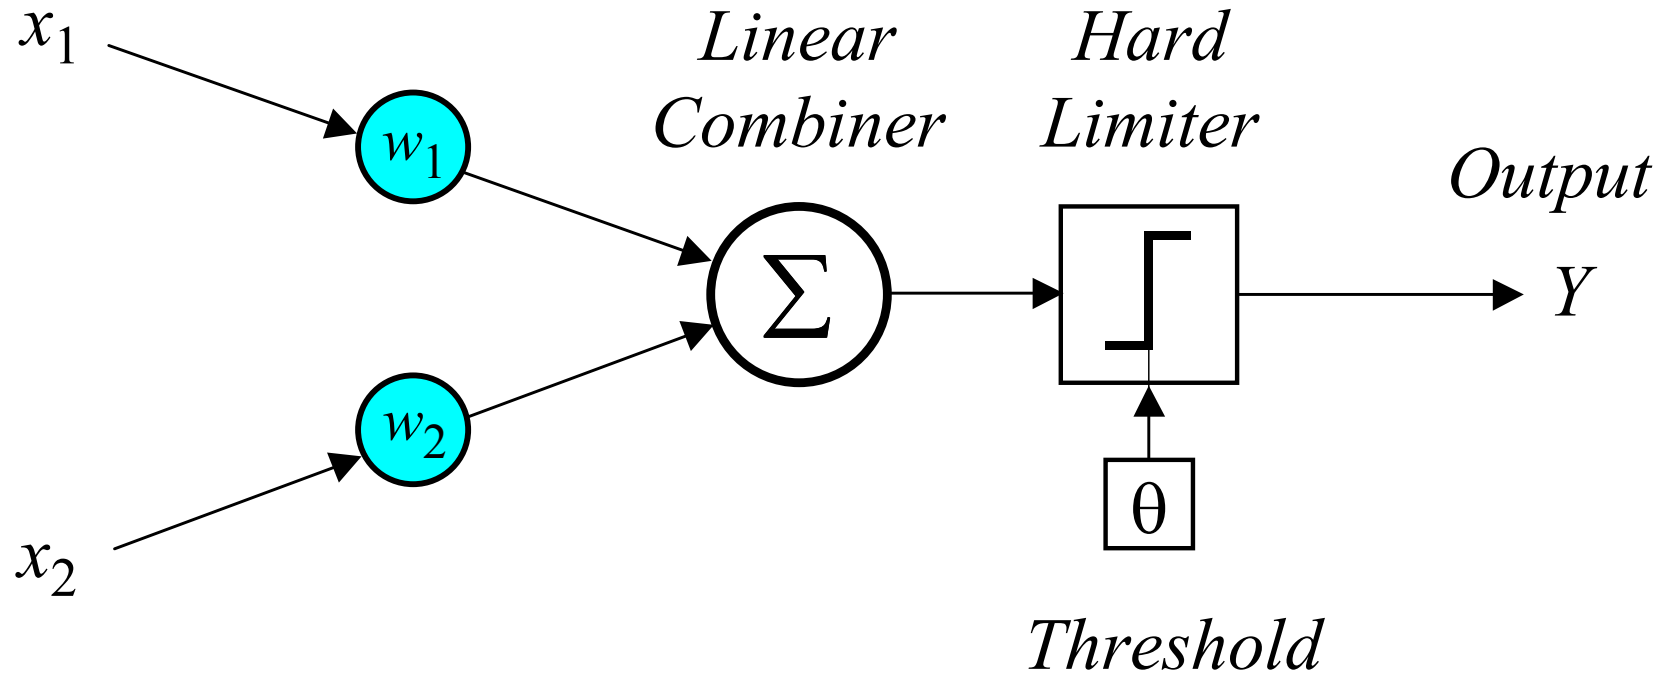 x₁
Linear
Combiner
Hard
Limiter
w₁
Output
Σ
Y
w₂
θ
x₂
Threshold